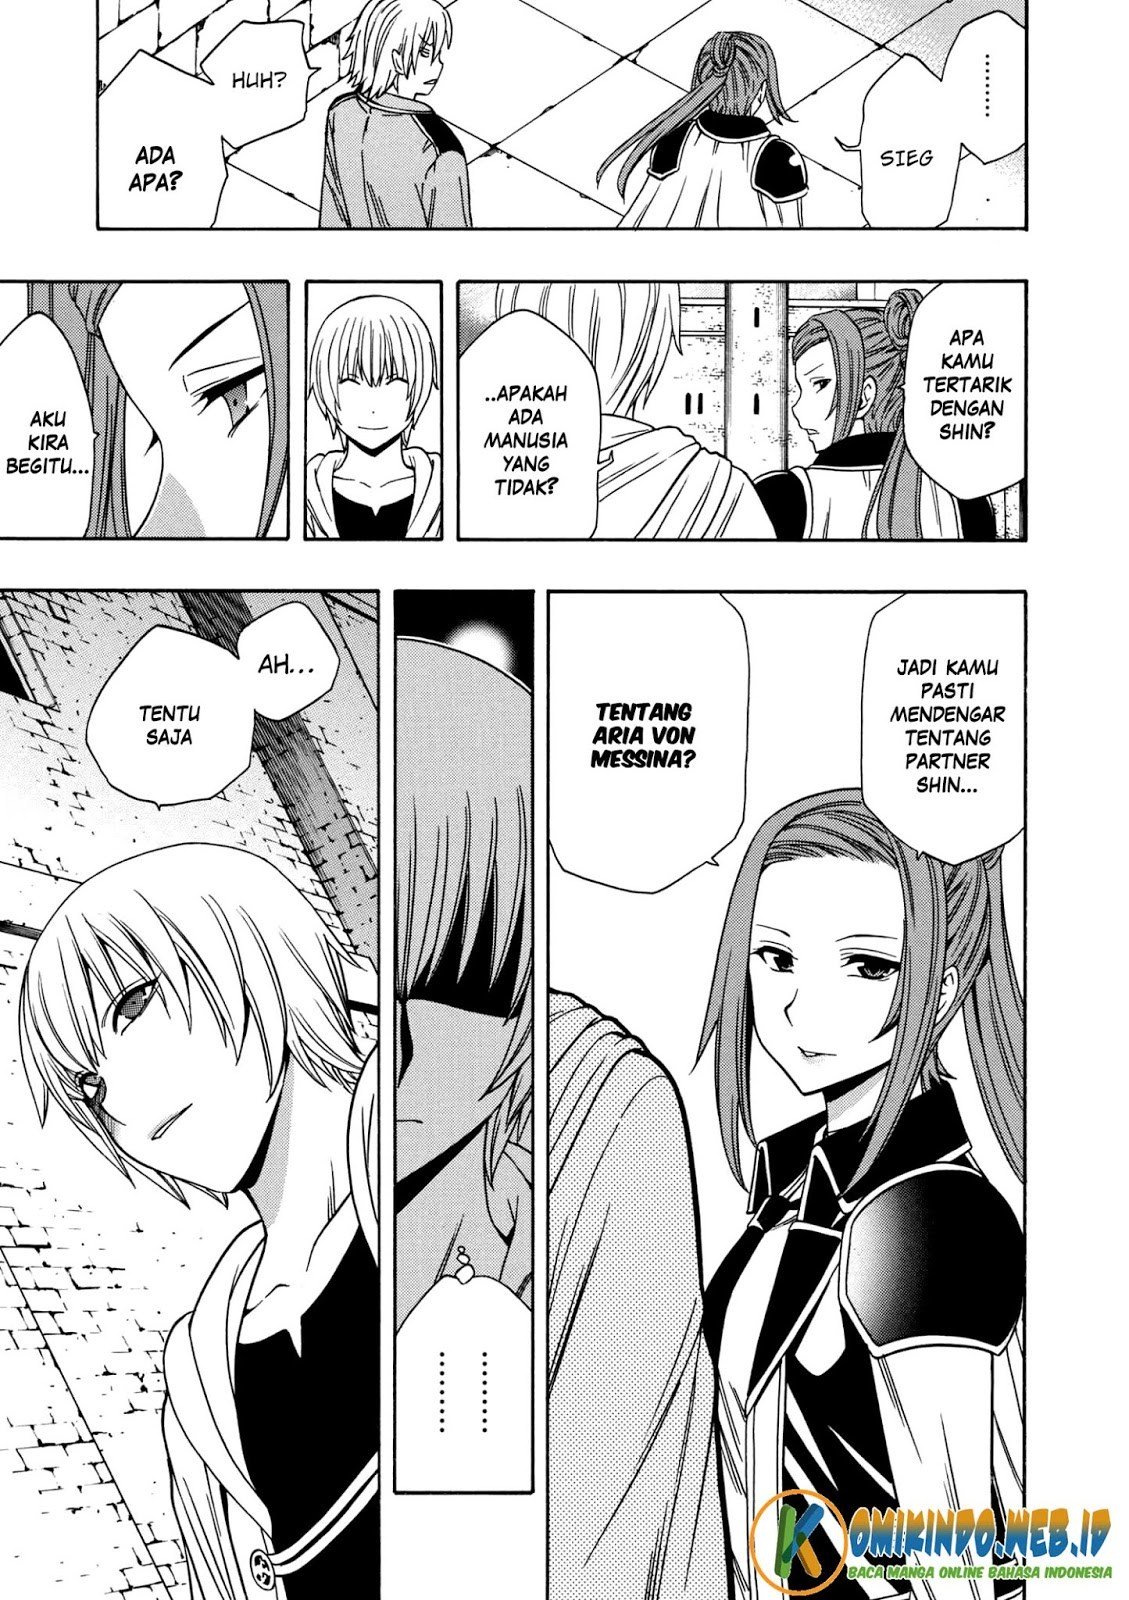 ........
SIEG
HUH?
ADA
APA?
APA
KAMU
TERTARIK
DENGAN
SHIN?
..APAKAH
ADA
MANUSIA
YANG
TIDAK?
AKU
KIRA
BEGITU...
JADI KAMU
PASTI
MENDENGAR
TENTANG
PARTNER
SHIN...
TENTANG
ARIA VON
MESSINA?
........
........
AH...
TENTU
SAJA
KOMIKINDO.WEB.ID
BACA MANGA ONLINE BAHASA INDONESIA